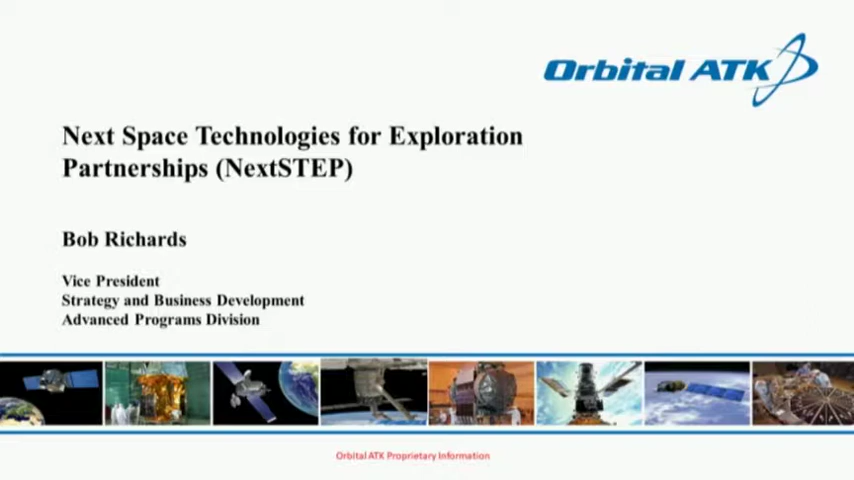 Orbital ATK
Next Space Technologies for Exploration
Partnerships (NextSTEP)
Bob Richards
Vice President
Strategy and Business Development
Advanced Programs Division
Orbital ATK Proprietary Information